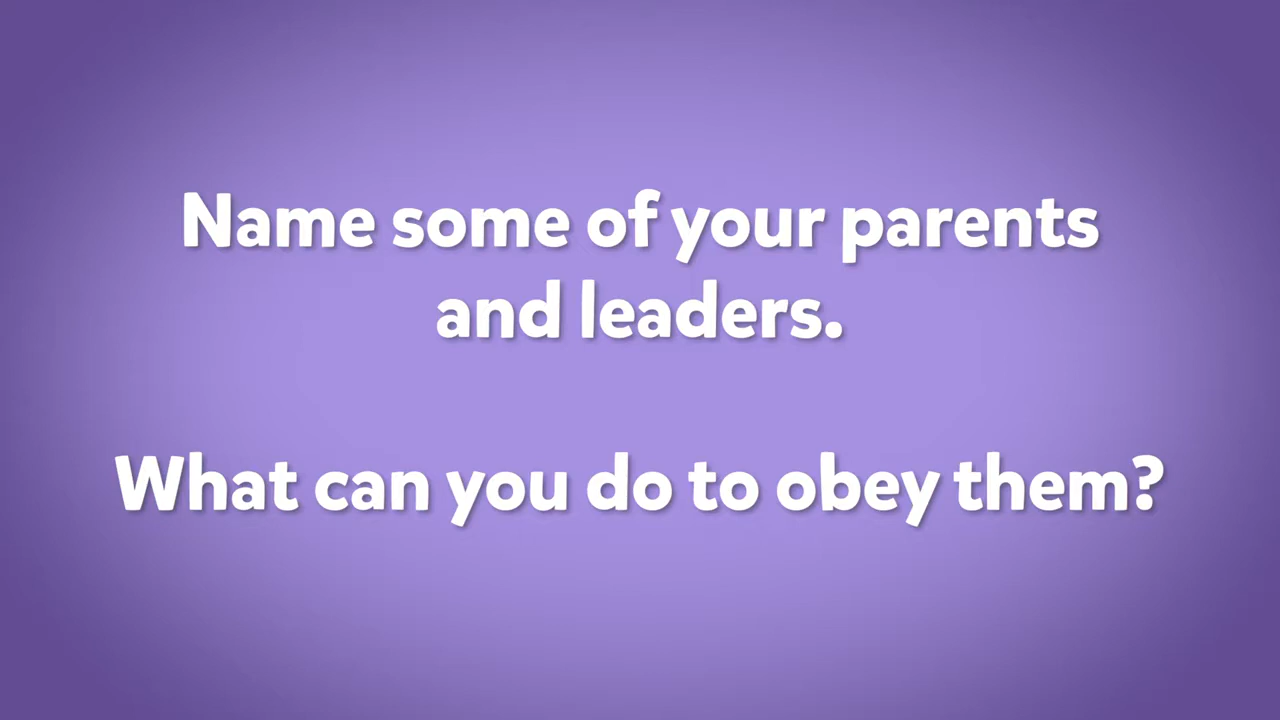 Name some of your parents
and leaders.
What can you do to obey them?